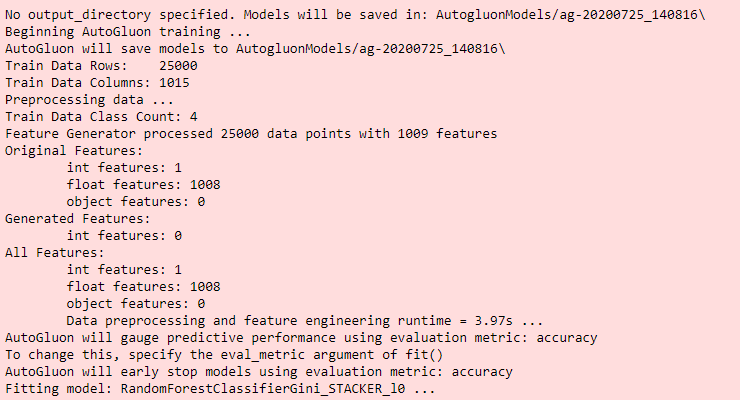 No output_directory specified. Models will be saved in: AutogluonModels/ag-20200725_140816\
Beginning AutoGluon training ...
AutoGluon will save models to AutogluonModels/ag-20200725_140816\
Train Data Rows:    25000
Train Data Columns: 1015
Preprocessing data ...
Train Data Class Count: 4
Feature Generator processed 25000 data points with 1009 features
Original Features:
        int features: 1
        float features: 1008
        object features: 0
Generated Features:
        int features: 0
All Features:
        int features: 1
        float features: 1008
        object features: 0
        Data preprocessing and feature engineering runtime = 3.97s ...
AutoGluon will gauge predictive performance using evaluation metric: accuracy
To change this, specify the eval_metric argument of fit()
AutoGluon will early stop models using evaluation metric: accuracy
Fitting model: RandomForestClassifierGini_STACKER_l0 ...